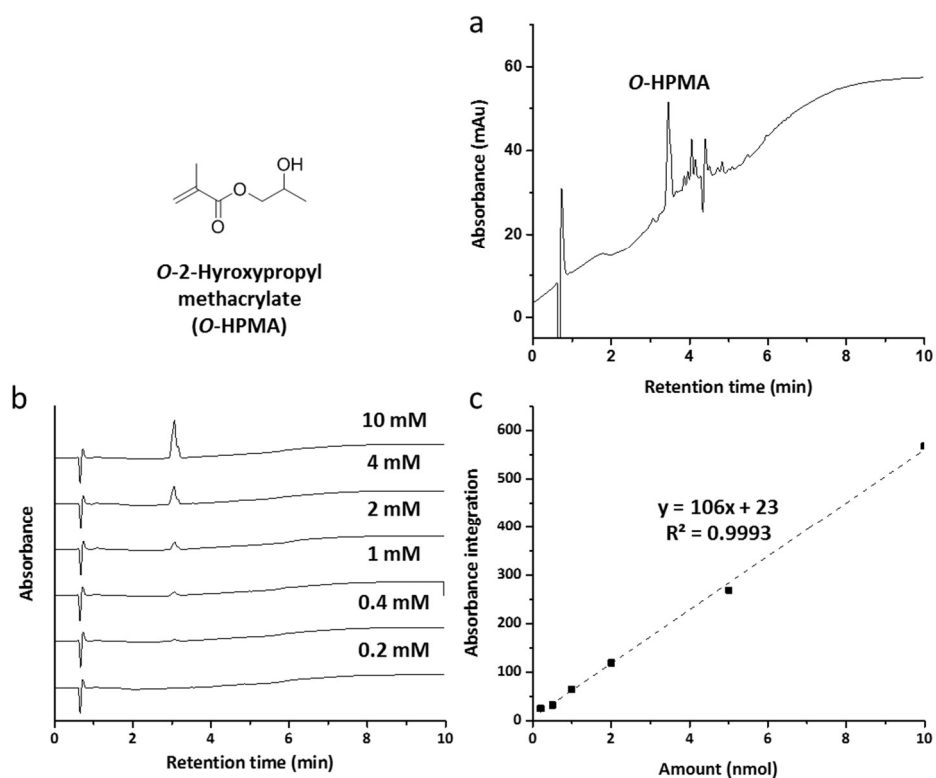 a
60
40
20
0
O-HPMA
Absorbance (mAu)
0 2 4 6 8 10
Retention time (min)
OH
O
O
O-2-Hyroxypropyl
methacrylate
(O-HPMA)
b
10 mM
4 mM
2 mM
1 mM
0.4 mM
0.2 mM
Absorbance
0 2 4 6 8 10
Retention time (min)
c
600
500
400
300
200
100
0
y = 106x + 23
R² = 0.9993
Absorbance integration
0 2 4 6 8 10
Amount (nmol)